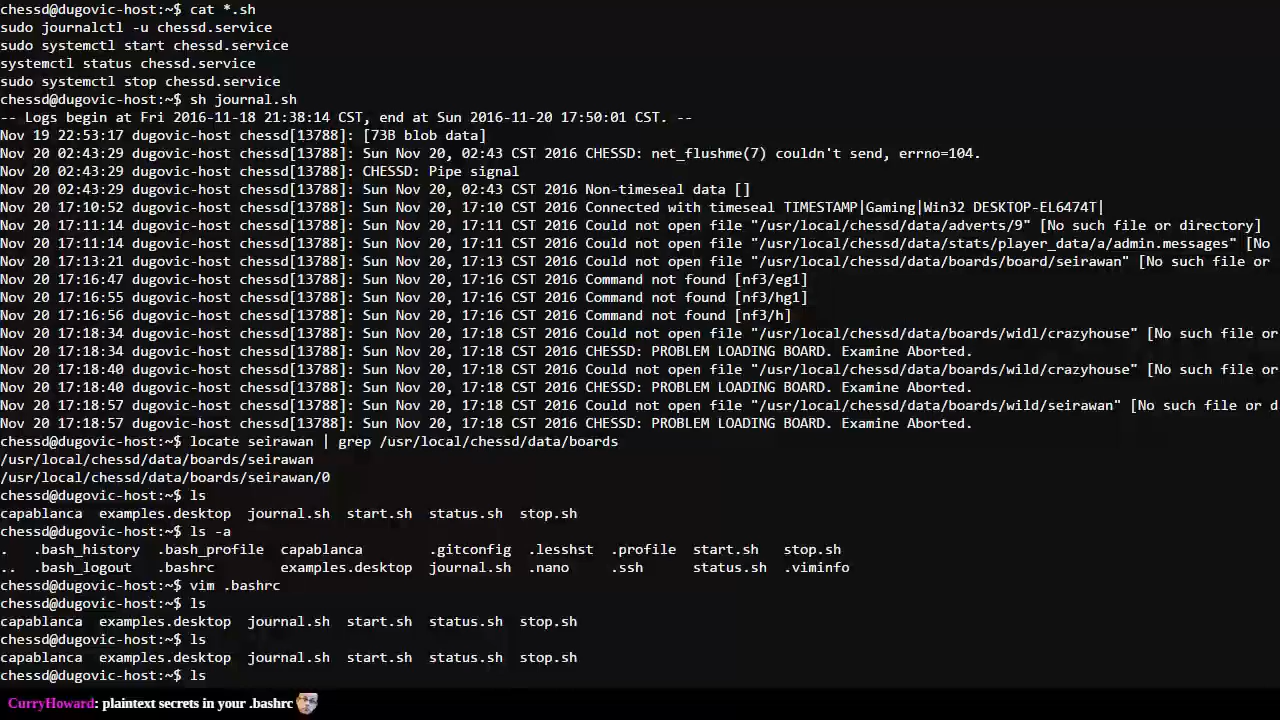 chessd@dugovic-host:~$ cat *.sh
sudo journalctl -u chessd.service
sudo systemctl start chessd.service
systemctl status chessd.service
sudo systemctl stop chessd.service
chessd@dugovic-host:~$ sh journal.sh
-- Logs begin at Fri 2016-11-18 21:38:14 CST, end at Sun 2016-11-20 17:50:01 CST. --
Nov 19 22:53:17 dugovic-host chessd[13788]: [73B blob data]
Nov 20 02:43:29 dugovic-host chessd[13788]: Sun Nov 20, 02:43 CST 2016 CHESSD: net_flushme(7) couldn't send, errno=104.
Nov 20 02:43:29 dugovic-host chessd[13788]: CHESSD: Pipe signal
Nov 20 02:43:29 dugovic-host chessd[13788]: Sun Nov 20, 02:43 CST 2016 Non-timeseal data []
Nov 20 17:10:52 dugovic-host chessd[13788]: Sun Nov 20, 17:10 CST 2016 Connected with timeseal TIMESTAMP|Gaming|Win32 DESKTOP-EL6474T|
Nov 20 17:11:14 dugovic-host chessd[13788]: Sun Nov 20, 17:11 CST 2016 Could not open file "/usr/local/chessd/data/adverts/9" [No such file or directory]
Nov 20 17:11:14 dugovic-host chessd[13788]: Sun Nov 20, 17:11 CST 2016 Could not open file "/usr/local/chessd/data/stats/player_data/a/admin.messages" [No
Nov 20 17:13:21 dugovic-host chessd[13788]: Sun Nov 20, 17:13 CST 2016 Could not open file "/usr/local/chessd/data/boards/board/seirawan" [No such file or
Nov 20 17:16:47 dugovic-host chessd[13788]: Sun Nov 20, 17:16 CST 2016 Command not found [nf3/eg1]
Nov 20 17:16:55 dugovic-host chessd[13788]: Sun Nov 20, 17:16 CST 2016 Command not found [nf3/hg1]
Nov 20 17:16:56 dugovic-host chessd[13788]: Sun Nov 20, 17:16 CST 2016 Command not found [nf3/h]
Nov 20 17:18:34 dugovic-host chessd[13788]: Sun Nov 20, 17:18 CST 2016 Could not open file "/usr/local/chessd/data/boards/widl/crazyhouse" [No such file or
Nov 20 17:18:34 dugovic-host chessd[13788]: Sun Nov 20, 17:18 CST 2016 CHESSD: PROBLEM LOADING BOARD. Examine Aborted.
Nov 20 17:18:40 dugovic-host chessd[13788]: Sun Nov 20, 17:18 CST 2016 Could not open file "/usr/local/chessd/data/boards/wild/crazyhouse" [No such file or
Nov 20 17:18:40 dugovic-host chessd[13788]: Sun Nov 20, 17:18 CST 2016 CHESSD: PROBLEM LOADING BOARD. Examine Aborted.
Nov 20 17:18:57 dugovic-host chessd[13788]: Sun Nov 20, 17:18 CST 2016 Could not open file "/usr/local/chessd/data/boards/wild/seirawan" [No such file or d
Nov 20 17:18:57 dugovic-host chessd[13788]: Sun Nov 20, 17:18 CST 2016 CHESSD: PROBLEM LOADING BOARD. Examine Aborted.
chessd@dugovic-host:~$ locate seirawan | grep /usr/local/chessd/data/boards
/usr/local/chessd/data/boards/seirawan
/usr/local/chessd/data/boards/seirawan/0
chessd@dugovic-host:~$ ls
capablanca  examples.desktop  journal.sh  start.sh  status.sh  stop.sh
chessd@dugovic-host:~$ ls -a
.   .bash_history  .bash_profile  capablanca        .gitconfig  .lesshst  .profile  start.sh   stop.sh
..  .bash_logout   .bashrc        examples.desktop  journal.sh  .nano     .ssh      status.sh  .viminfo
chessd@dugovic-host:~$ vim .bashrc
chessd@dugovic-host:~$ ls
capablanca  examples.desktop  journal.sh  start.sh  status.sh  stop.sh
chessd@dugovic-host:~$ ls
capablanca  examples.desktop  journal.sh  start.sh  status.sh  stop.sh
chessd@dugovic-host:~$ ls
CurryHoward: plaintext secrets in your .bashrc